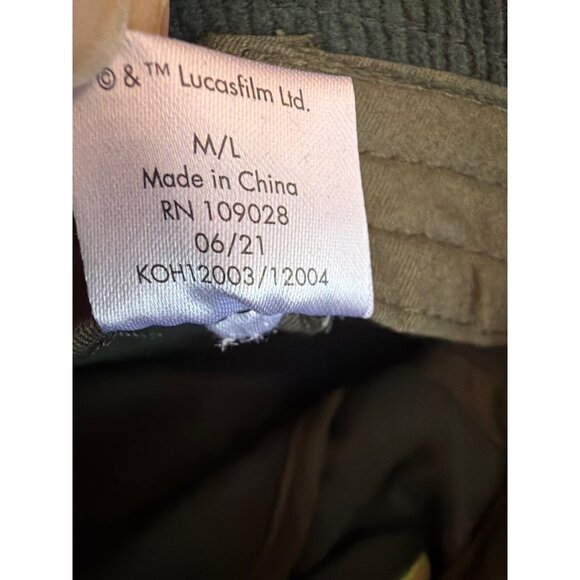 © & ™ Lucasfilm Ltd.
M/L
Made in China
RN 109028
06/21
KOH12003/12004